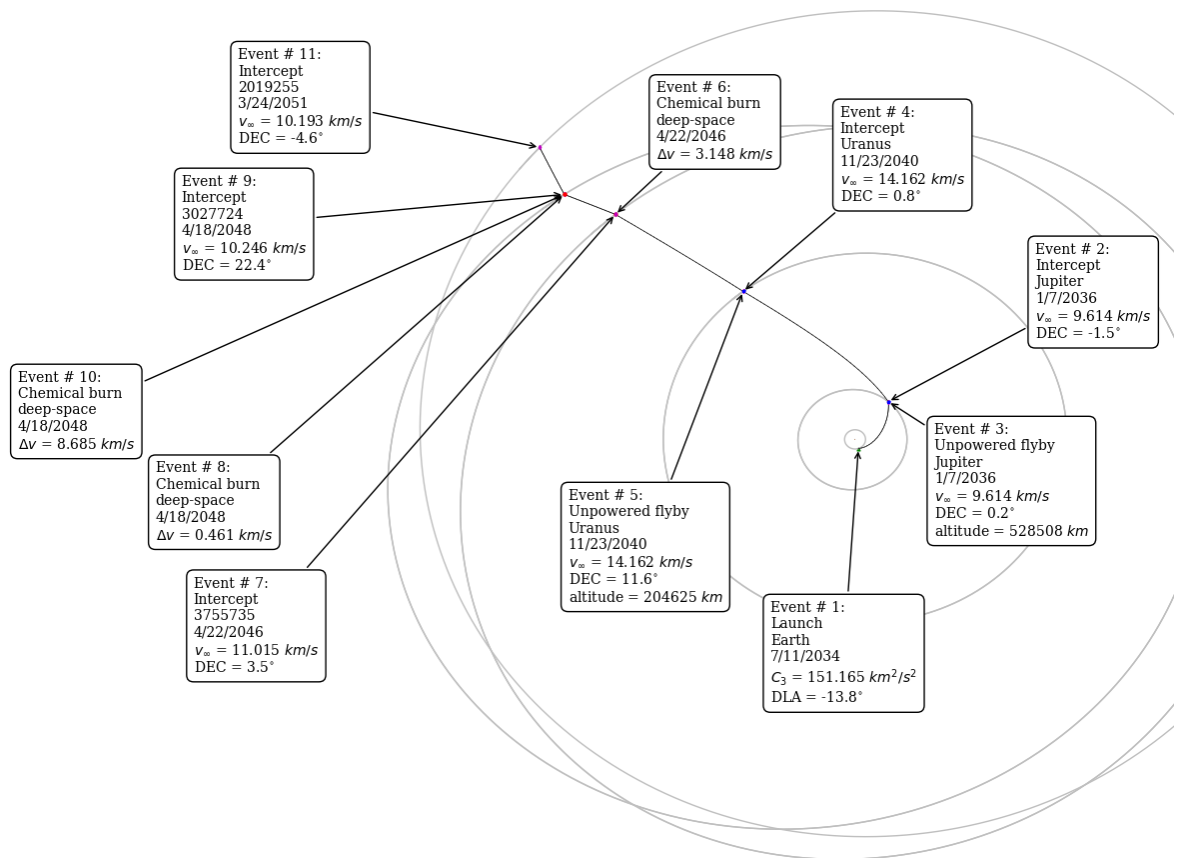 Event # 11:
Intercept
2019255
3/24/2051
v∞ = 10.193 km/s
DEC = -4.6°
Event # 6:
Chemical burn
deep-space
4/22/2046
Δv = 3.148 km/s
Event # 4:
Intercept
Uranus
11/23/2040
v∞ = 14.162 km/s
DEC = 0.8°
Event # 9:
Intercept
3027724
4/18/2048
v∞ = 10.246 km/s
DEC = 22.4°
Event # 2:
Intercept
Jupiter
1/7/2036
v∞ = 9.614 km/s
DEC = -1.5°
Event # 10:
Chemical burn
deep-space
4/18/2048
Δv = 8.685 km/s
Event # 3:
Unpowered flyby
Jupiter
1/7/2036
v∞ = 9.614 km/s
DEC = 0.2°
altitude = 528508 km
Event # 8:
Chemical burn
deep-space
4/18/2048
Δv = 0.461 km/s
Event # 5:
Unpowered flyby
Uranus
11/23/2040
v∞ = 14.162 km/s
DEC = 11.6°
altitude = 204625 km
Event # 7:
Intercept
3755735
4/22/2046
v∞ = 11.015 km/s
DEC = 3.5°
Event # 1:
Launch
Earth
7/11/2034
C₃ = 151.165 km²/s²
DLA = -13.8°